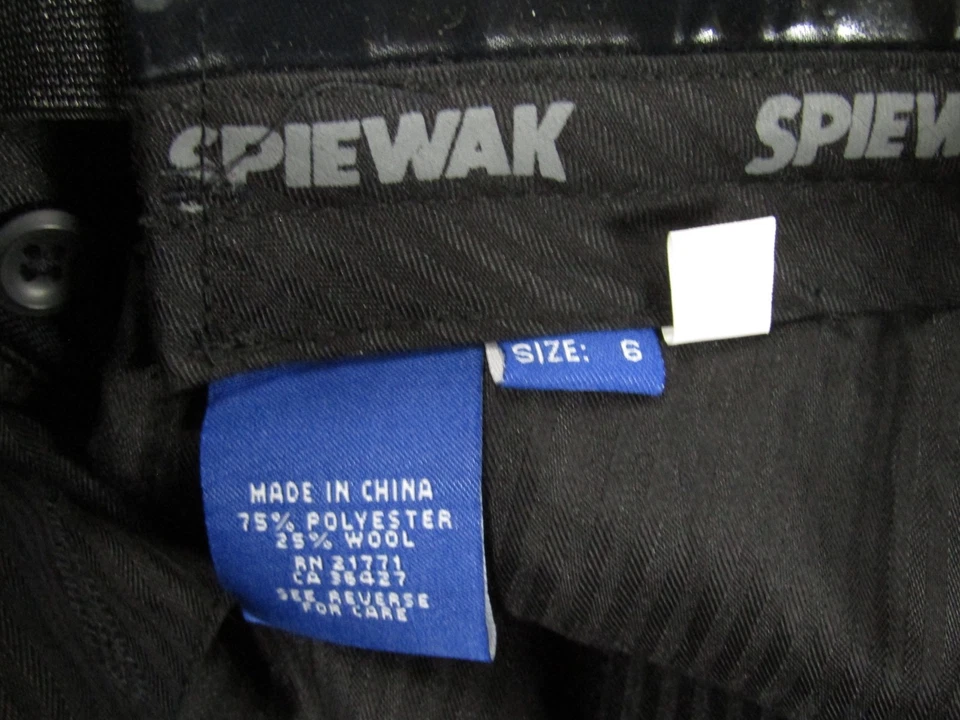 SPIEWAK
SPIEW
SIZE: 6
MADE IN CHINA
75% POLYESTER
25% WOOL
RN 21771
CA 36427
SEE REVERSE
FOR CARE